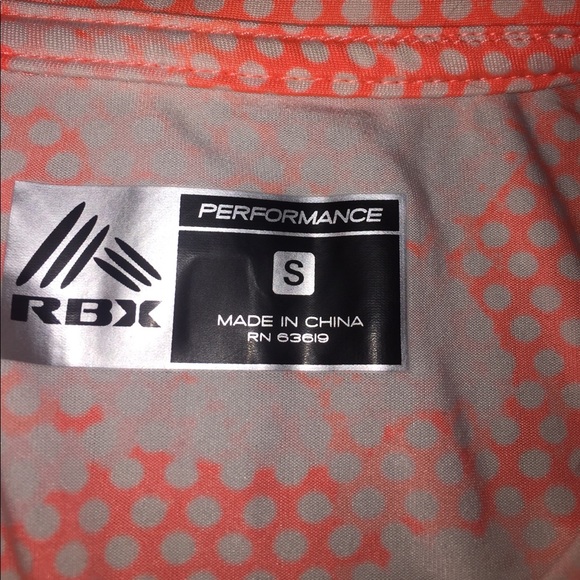 RBX
PERFORMANCE
S
MADE IN CHINA
RN 63619